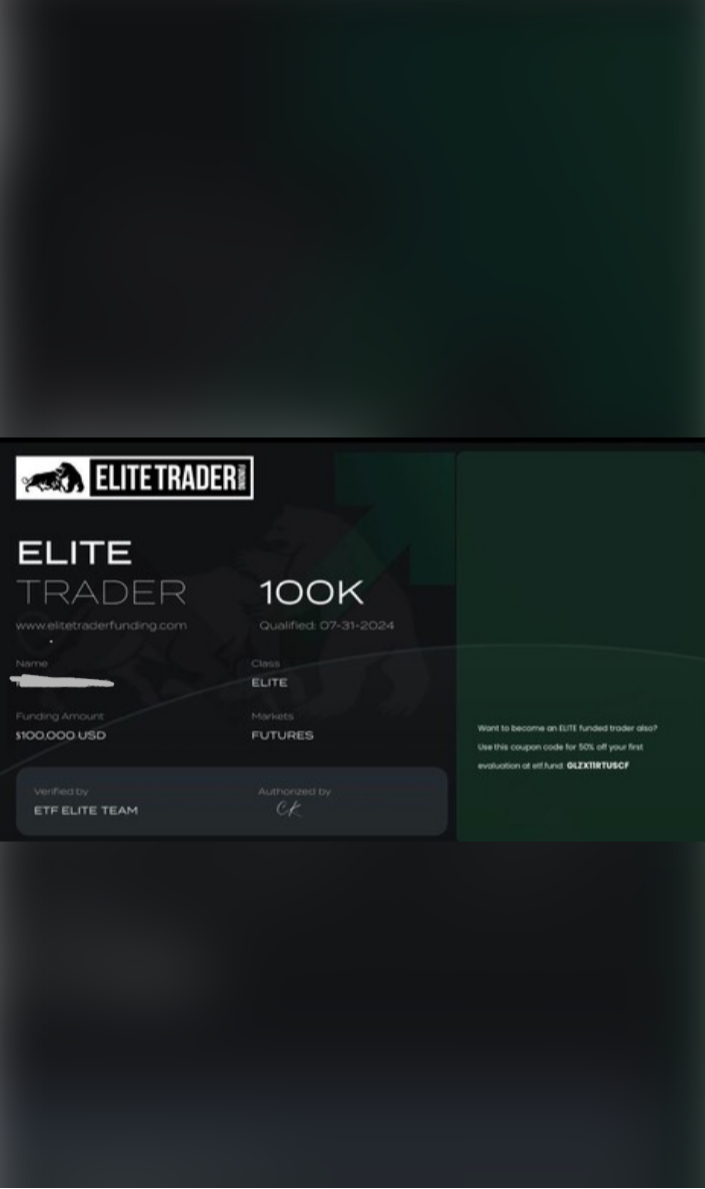 ELITE TRADER FUNDING
ELITE
TRADER
100K
www.elitetraderfunding.com
Qualified: 07-31-2024
Name
Class
ELITE
Funding Amount
Markets
$100.000 USD
FUTURES
Verified by
Authorized by
ETF ELITE TEAM
CK
Want to become an ELITE funded trader also?
Use this coupon code for 50% off your first
evaluation at etf.fund: GLZX11RTUSCF